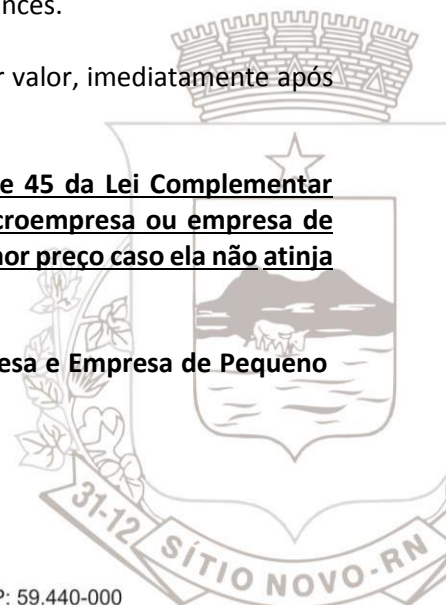 nces.
r valor, imediatamente após
e 45 da Lei Complementar
croempresa ou empresa de
nor preço caso ela não atinja
esa e Empresa de Pequeno
31-12
SÍTIO NOVO-RN
P: 59.440-000